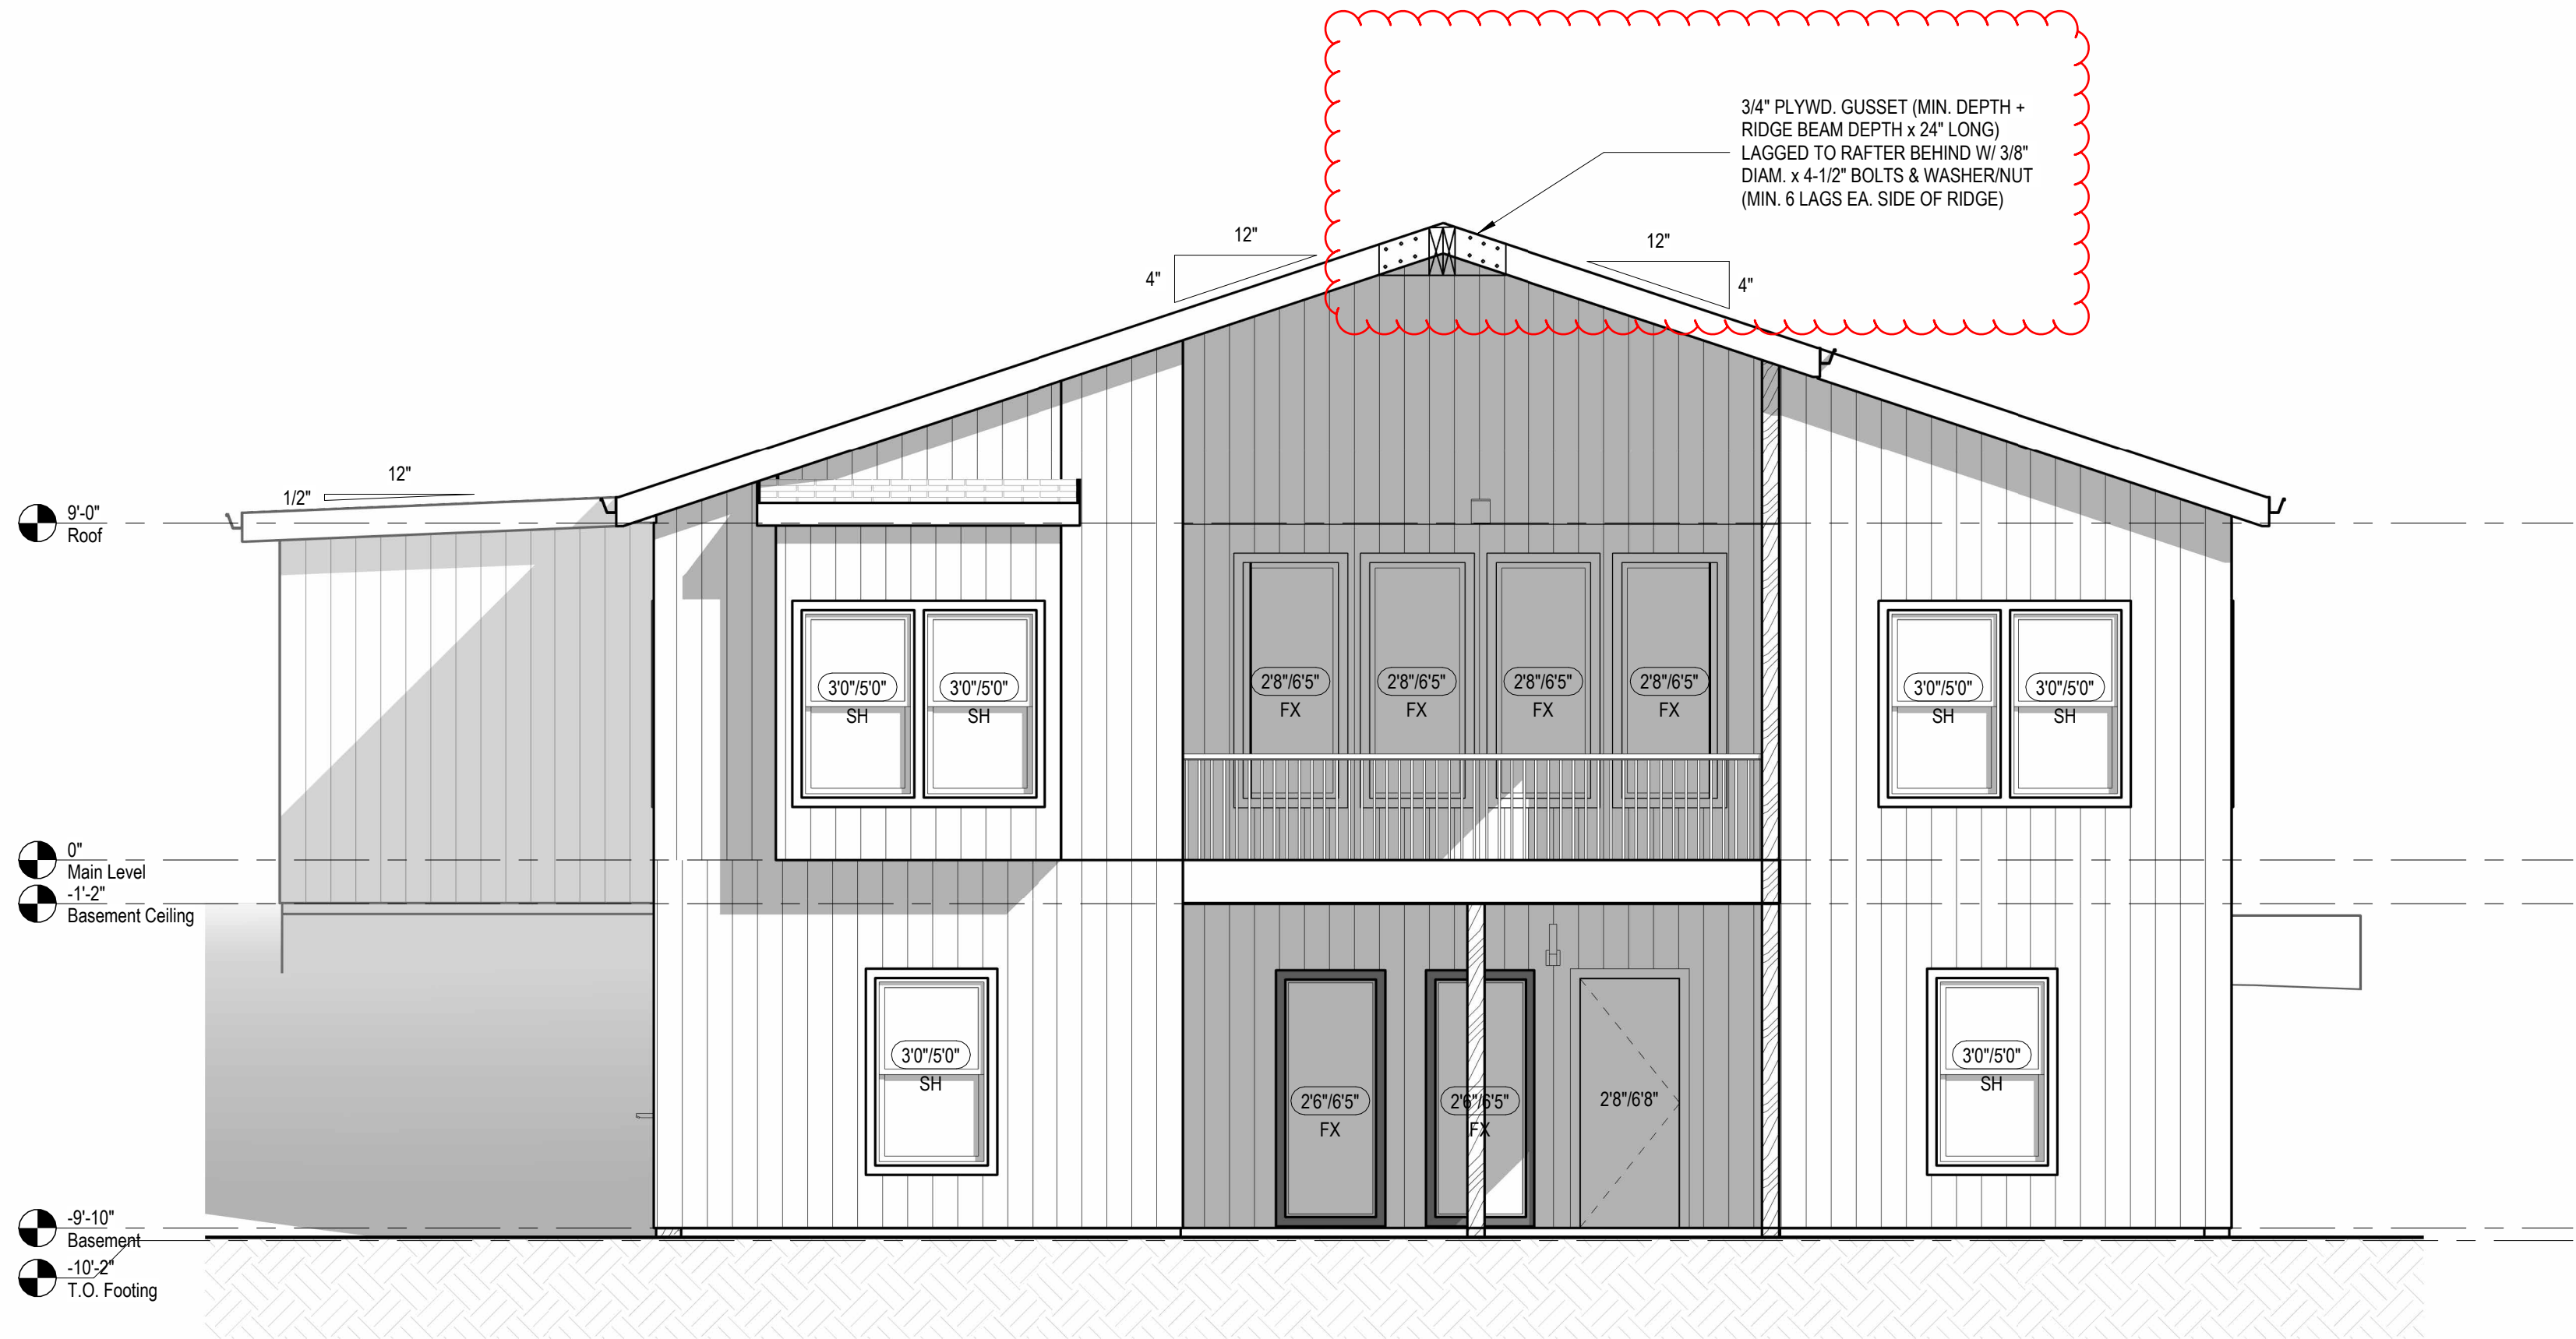 3/4" PLYWD. GUSSET (MIN. DEPTH +
RIDGE BEAM DEPTH x 24" LONG)
LAGGED TO RAFTER BEHIND W/ 3/8"
DIAM. x 4-1/2" BOLTS & WASHER/NUT
(MIN. 6 LAGS EA. SIDE OF RIDGE)
12"
4"
12"
4"
12"
1/2"
9'-0"
Roof
3'0"/5'0"
SH
3'0"/5'0"
SH
2'8"/6'5"
FX
2'8"/6'5"
FX
2'8"/6'5"
FX
2'8"/6'5"
FX
3'0"/5'0"
SH
3'0"/5'0"
SH
0"
Main Level
-1'-2"
Basement Ceiling
3'0"/5'0"
SH
2'6"/6'5"
FX
2'6"/6'5"
FX
2'8"/6'8"
3'0"/5'0"
SH
-9'-10"
Basement
-10'-2"
T.O. Footing